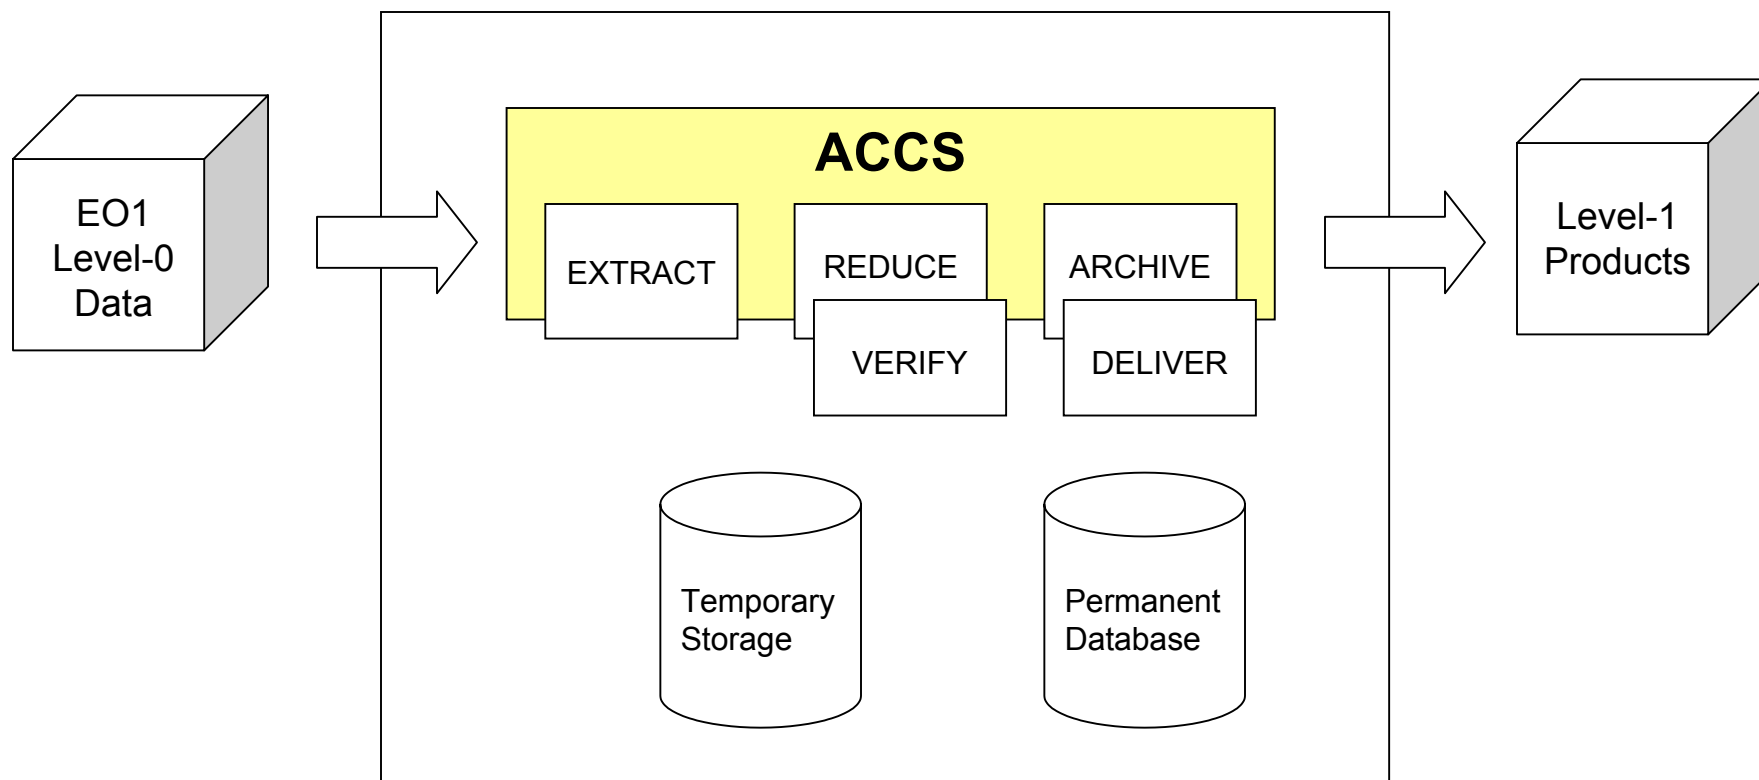 EO1
Level-0
Data
ACCS
EXTRACT
REDUCE
VERIFY
ARCHIVE
DELIVER
Temporary
Storage
Permanent
Database
Level-1
Products